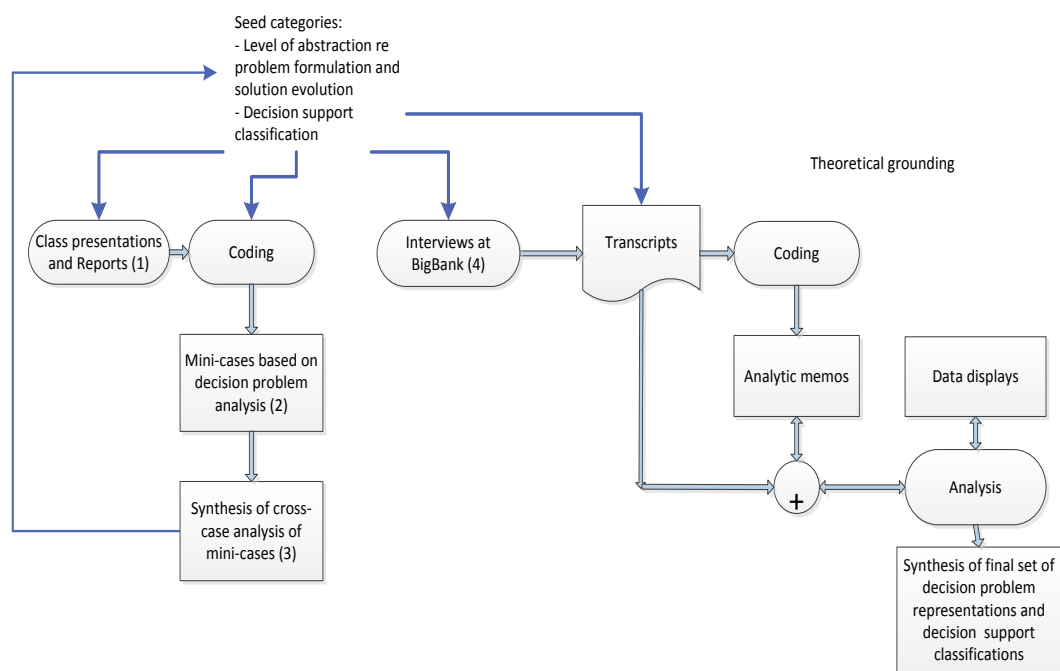 Seed categories:
- Level of abstraction re
problem formulation and
solution evolution
- Decision support
classification
Theoretical grounding
Class presentations
and Reports (1)
Coding
Interviews at
BigBank (4)
Transcripts
Coding
Mini-cases based on
decision problem
analysis (2)
Analytic memos
Data displays
Synthesis of cross-
case analysis of
mini-cases (3)
+
Analysis
Synthesis of final set of
decision problem
representations and
decision support
classifications